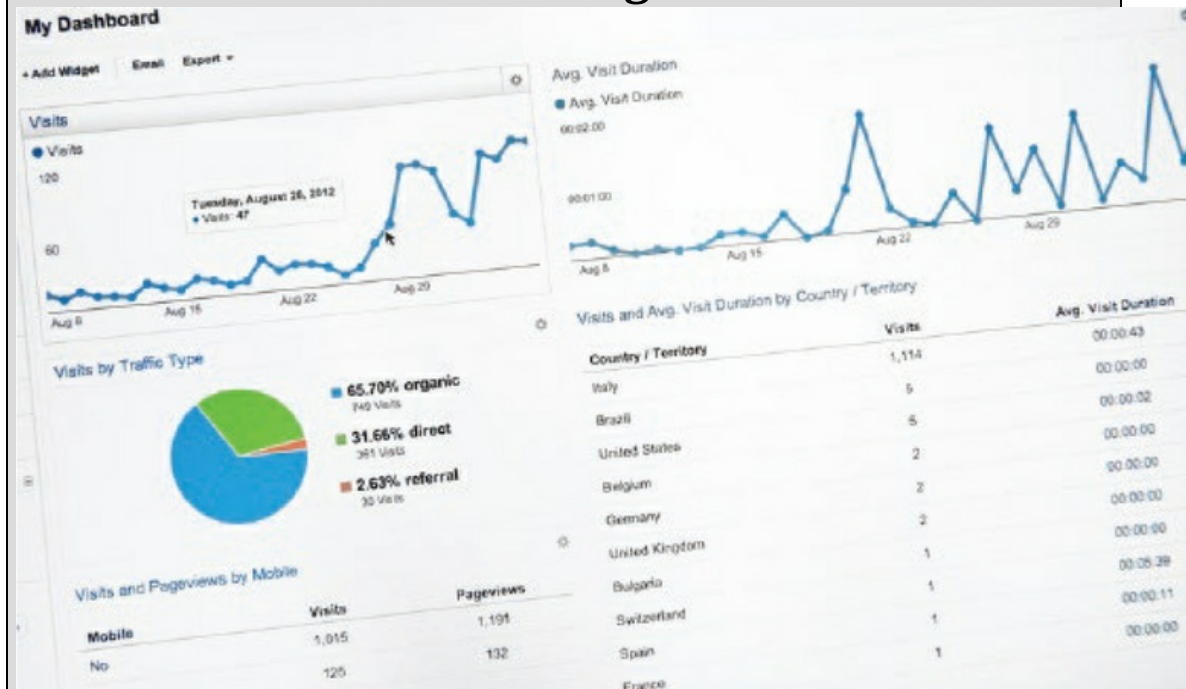 My Dashboard
+ Add Widget Email Export
Visits
Visits
120
60
Tuesday, August 28, 2012
Visits: 47
Aug 8 Aug 15 Aug 22 Aug 29
Avg. Visit Duration
Avg. Visit Duration
00:02:00
00:01:00
Aug 8 Aug 15 Aug 22 Aug 29
Visits by Traffic Type
65.70% organic
749 Visits
31.66% direct
361 Visits
2.63% referral
30 Visits
Visits and Pageviews by Mobile
Mobile Visits Pageviews
No 1,015 1,191
125 132
Visits and Avg. Visit Duration by Country / Territory
Country / Territory Visits Avg. Visit Duration
Italy 1,114 00:00:43
Brazil 5 00:00:00
United States 5 00:00:02
Belgium 2 00:00:00
Germany 2 00:00:00
United Kingdom 2 00:00:00
Bulgaria 1 00:00:00
Switzerland 1 00:05:39
Spain 1 00:00:11
France 1 00:00:00